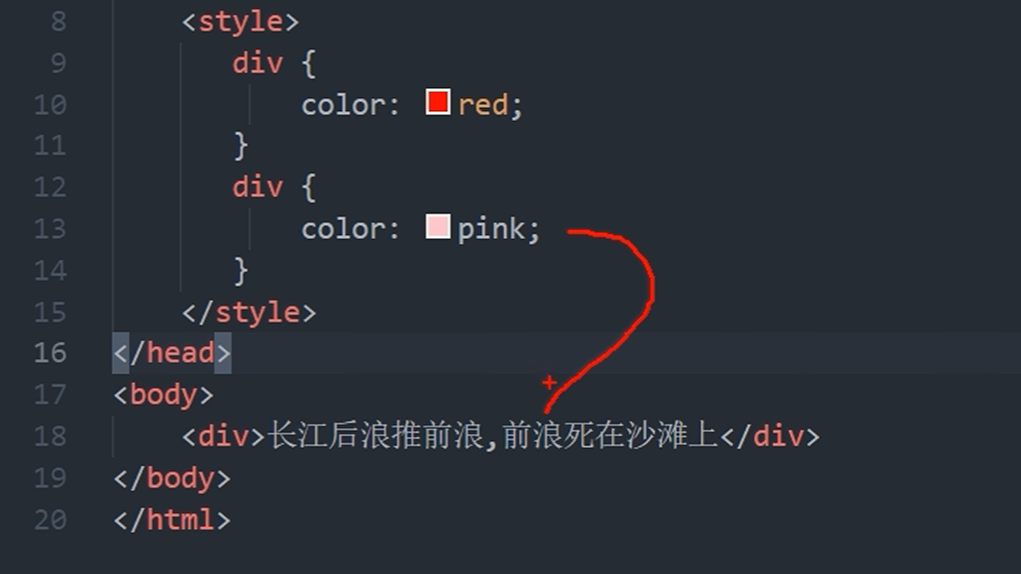 8 <style>
9 div {
10 color: red;
11 }
12 div {
13 color: pink;
14 }
15 </style>
16 </head>
17 <body>
18 <div>长江后浪推前浪,前浪死在沙滩上</div>
19 </body>
20 </html>